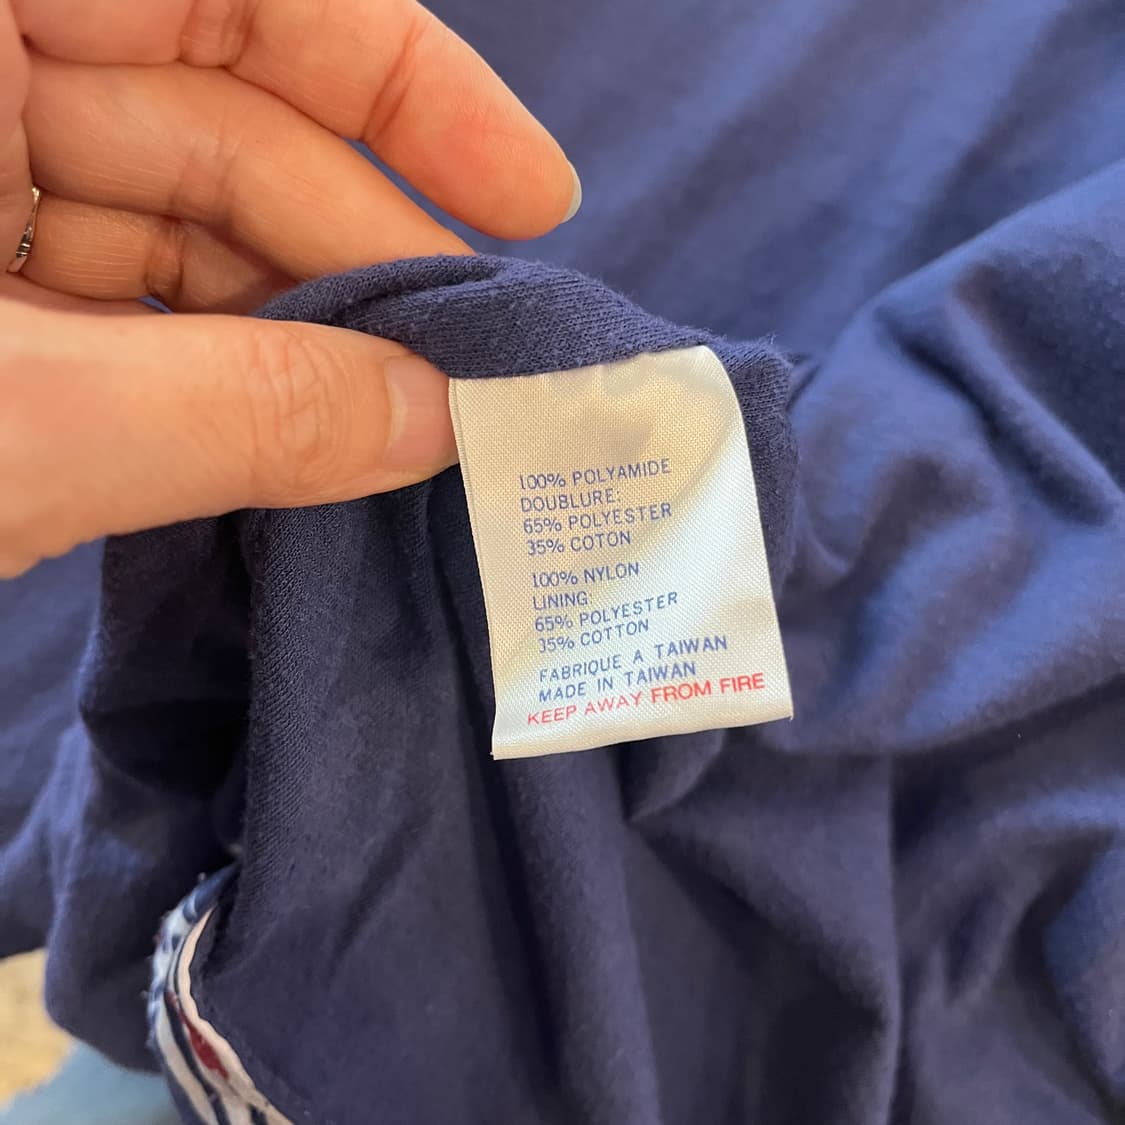 100% POLYAMIDE
DOUBLURE:
65% POLYESTER
35% COTON
100% NYLON
LINING:
65% POLYESTER
35% COTTON
FABRIQUE A TAIWAN
MADE IN TAIWAN
KEEP AWAY FROM FIRE